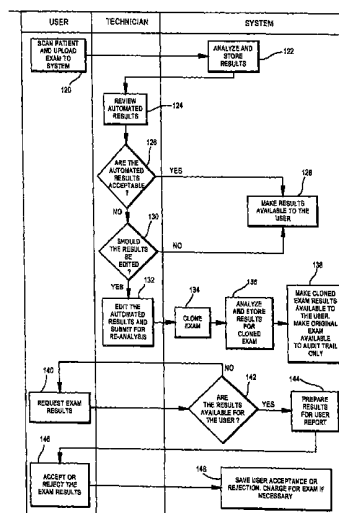 USER
TECHNICIAN
SYSTEM
SCAN PATIENT
AND UPLOAD
EXAM TO
SYSTEM
120
ANALYZE AND
STORE
RESULTS
122
REVIEW
AUTOMATED
RESULTS
124
ARE THE
AUTOMATED
RESULTS
ACCEPTABLE
?
126
YES
MAKE RESULTS
AVAILABLE TO THE
USER
128
NO
SHOULD
THE RESULTS
BE
EDITED
?
130
NO
YES
132
EDIT THE
AUTOMATED
RESULTS AND
SUBMIT FOR
RE-ANALYSIS
134
CLONE
EXAM
136
ANALYZE AND
STORE RESULTS
FOR
CLONED EXAM
138
MAKE CLONED
EXAM RESULTS
AVAILABLE TO
THE USER.
MAKE ORIGINAL
EXAM
AVAILABLE
TO AUDIT TRAIL
ONLY
140
REQUEST EXAM
RESULTS
NO
142
ARE
THE RESULTS
AVAILABLE FOR
THE USER ?
YES
144
PREPARE
RESULTS
FOR USER
REPORT
146
ACCEPT OR
REJECT THE
EXAM RESULTS
148
SAVE USER ACCEPTANCE OR
REJECTION. CHARGE FOR EXAM IF
NECESSARY